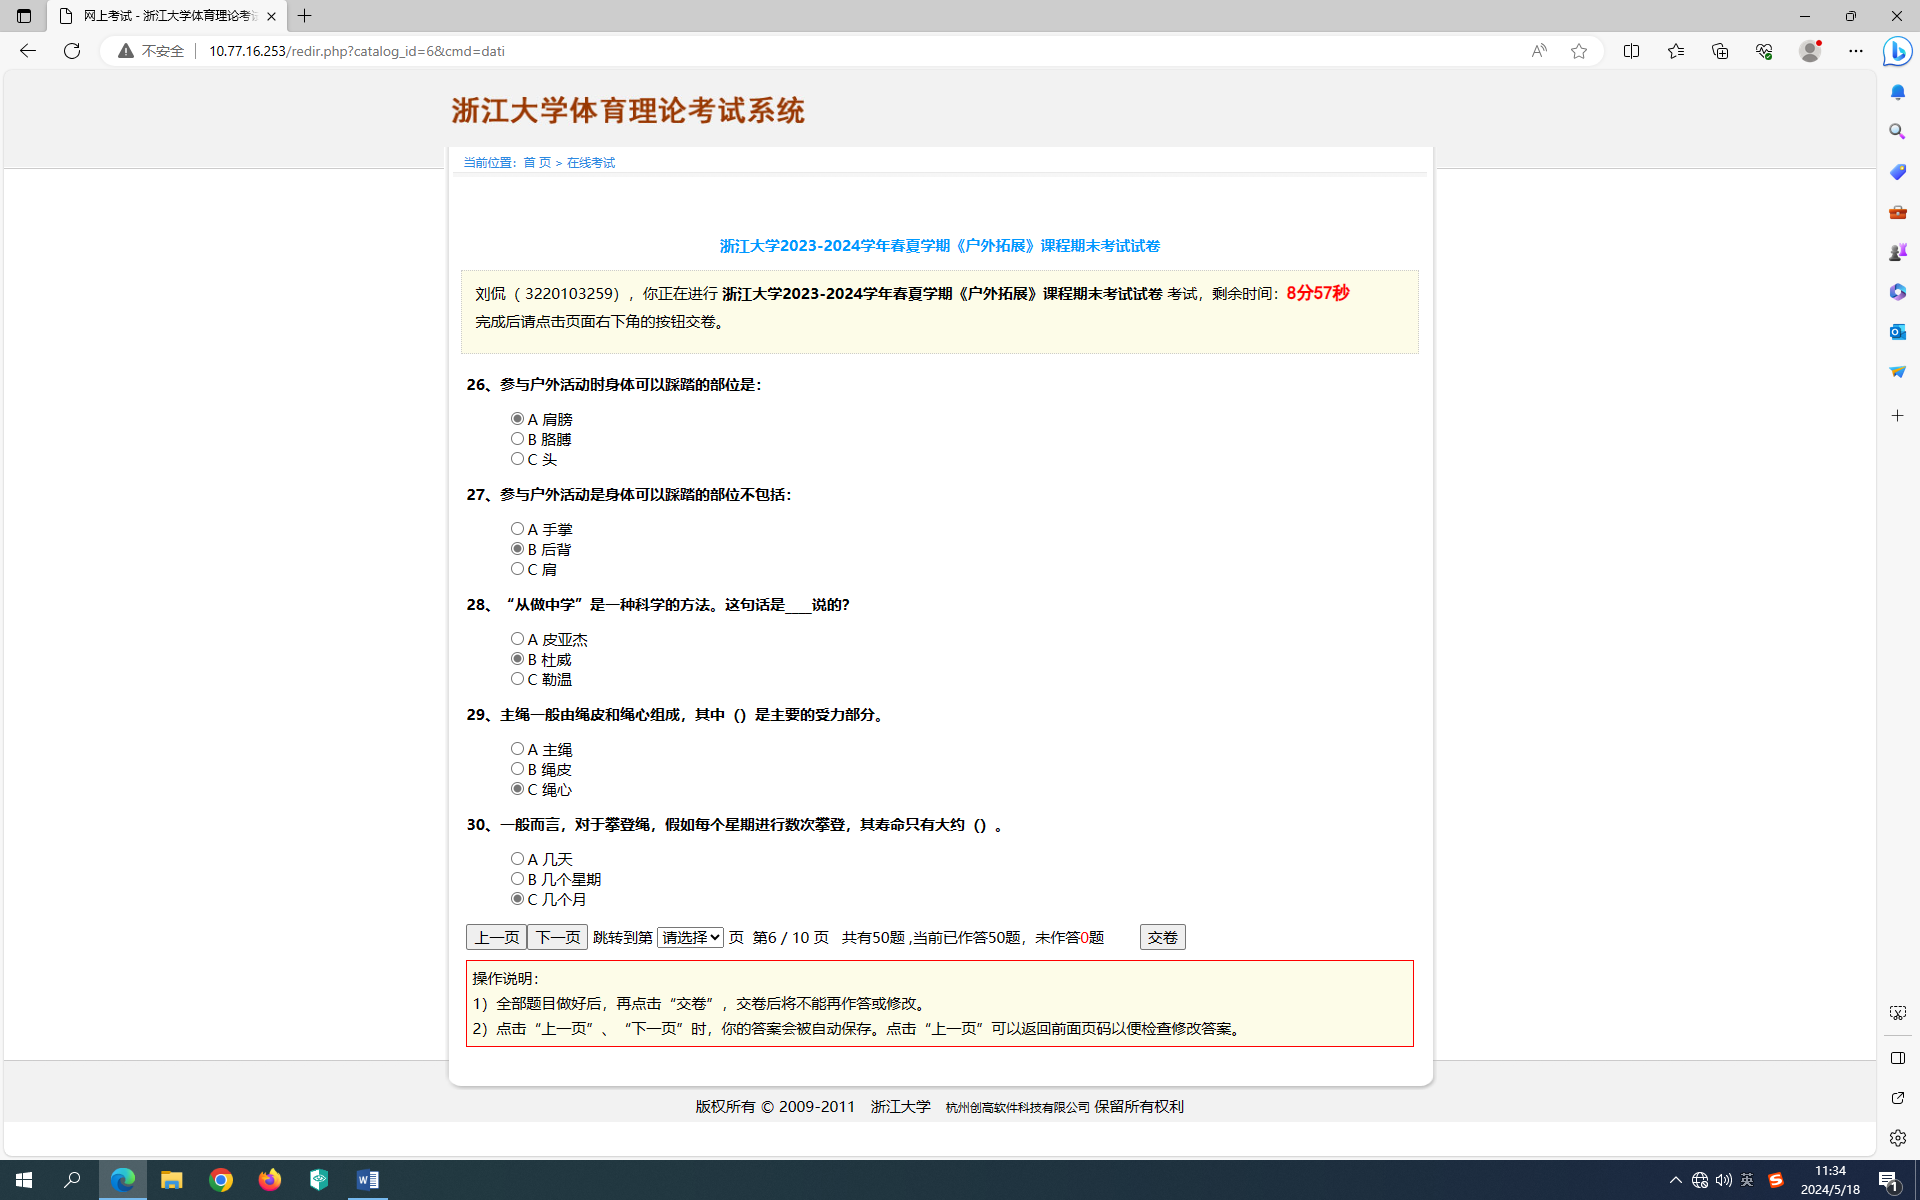 网上考试 - 浙江大学体育理论考试
不安全
10.77.16.253/redir.php?catalog_id=6&cmd=dati
浙江大学体育理论考试系统
当前位置：首 页 > 在线考试
浙江大学2023-2024学年春夏学期《户外拓展》课程期末考试试卷
刘侃（ 3220103259），你正在进行 浙江大学2023-2024学年春夏学期《户外拓展》课程期末考试试卷 考试，剩余时间：8分57秒
完成后请点击页面右下角的按钮交卷。
26、参与户外活动时身体可以踩踏的部位是：
A 肩膀
B 胳膊
C 头
27、参与户外活动是身体可以踩踏的部位不包括：
A 手掌
B 后背
C 肩
28、“从做中学”是一种科学的方法。这句话是____说的？
A 皮亚杰
B 杜威
C 勒温
29、主绳一般由绳皮和绳心组成，其中（）是主要的受力部分。
A 主绳
B 绳皮
C 绳心
30、一般而言，对于攀登绳，假如每个星期进行数次攀登，其寿命只有大约（）。
A 几天
B 几个星期
C 几个月
上一页 下一页 跳转到第 请选择 页 第6 / 10 页 共有50题 ,当前已作答50题，未作答0题 交卷
操作说明：
1）全部题目做好后，再点击“交卷”，交卷后将不能再作答或修改。
2）点击“上一页”、“下一页”时，你的答案会被自动保存。点击“上一页”可以返回前面页码以便检查修改答案。
版权所有 © 2009-2011 浙江大学 杭州创高软件科技有限公司 保留所有权利
英
11:34
2024/5/18
1